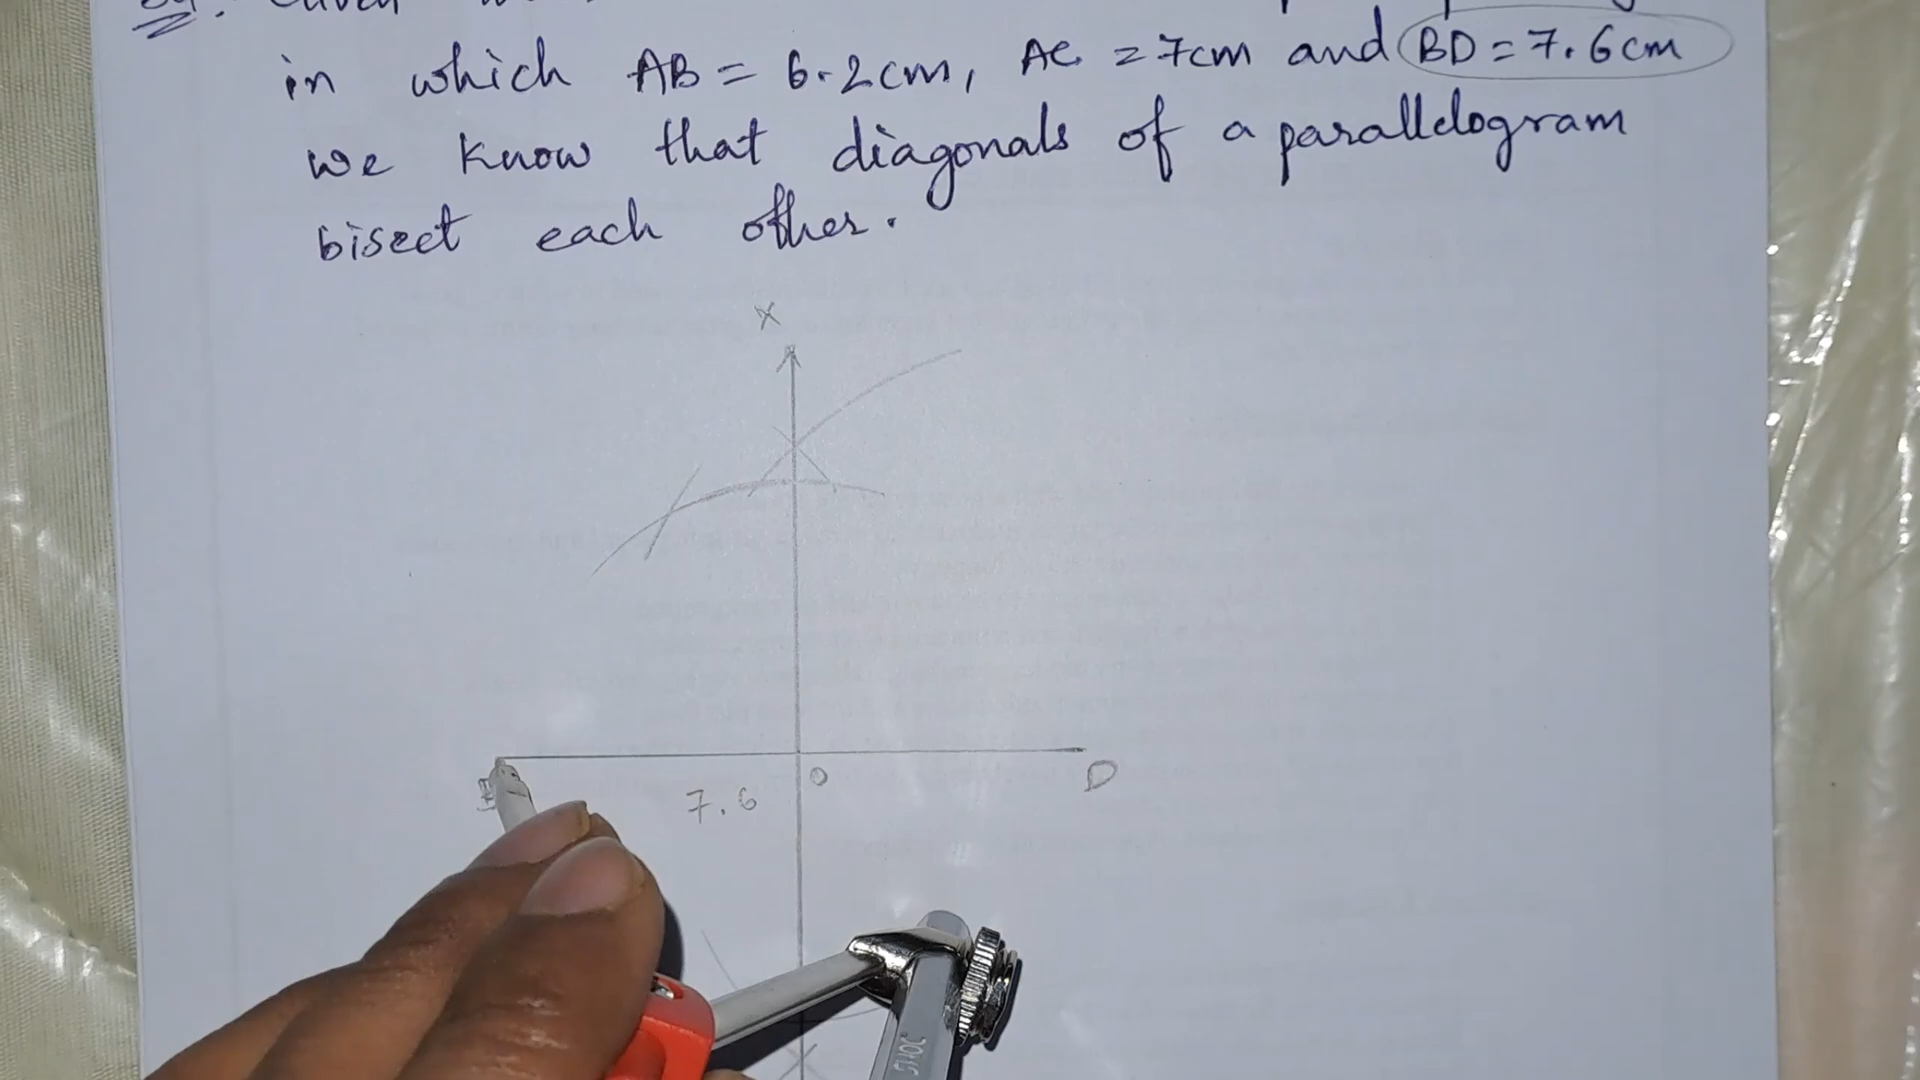 in which AB = 6.2cm, AC = 7cm and BD = 7.6cm
we know that diagonals of a parallelogram
bisect each other.
X
O
D
7.6